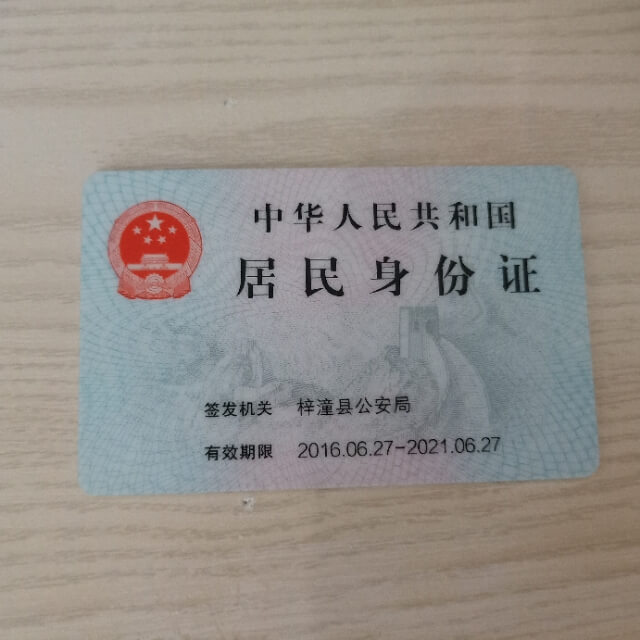 中华人民共和国
居民身份证
签发机关 梓潼县公安局
有效期限 2016.06.27-2021.06.27